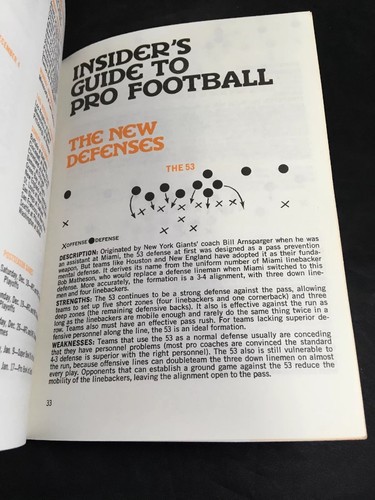 INSIDER'S
GUIDE TO
PRO FOOTBALL
THE NEW
DEFENSES
THE 53
XOFFENSE ●DEFENSE
DESCRIPTION: Originated by New York Giants' coach Bill Arnsparger when he was
an assistant at Miami, the 53 defense at first was designed as a pass prevention
weapon. But teams like Houston and New England have adopted it as their funda-
mental defense. It derives its name from the uniform number of Miami linebacker
Bob Matheson, who would replace a defense lineman when Miami switched to this
defense. More accurately, the formation is a 3-4 alignment, with three down line-
men and four linebackers.
STRENGTHS: The 53 continues to be a strong defense against the pass, allowing
teams to set up five short zones (four linebackers and one cornerback) and three
deep zones (the remaining defensive backs). It also is effective against the run as
long as the linebackers are mobile enough and rarely do the same thing twice in a
row. Teams also must have an effective pass rush. For teams lacking superior de-
fensive personnel along the line, the 53 is an ideal formation.
WEAKNESSES: Teams that use the 53 as a normal defense usually are conceding
that they have personnel problems (most pro coaches are convinced the standard
43 defense is superior with the right personnel). The 53 also is still vulnerable to
the run, because offensive lines can doubleteam the three down linemen on almost
every play. Opponents that can establish a ground game against the 53 reduce the
mobility of the linebackers, leaving the alignment open to the pass.
33